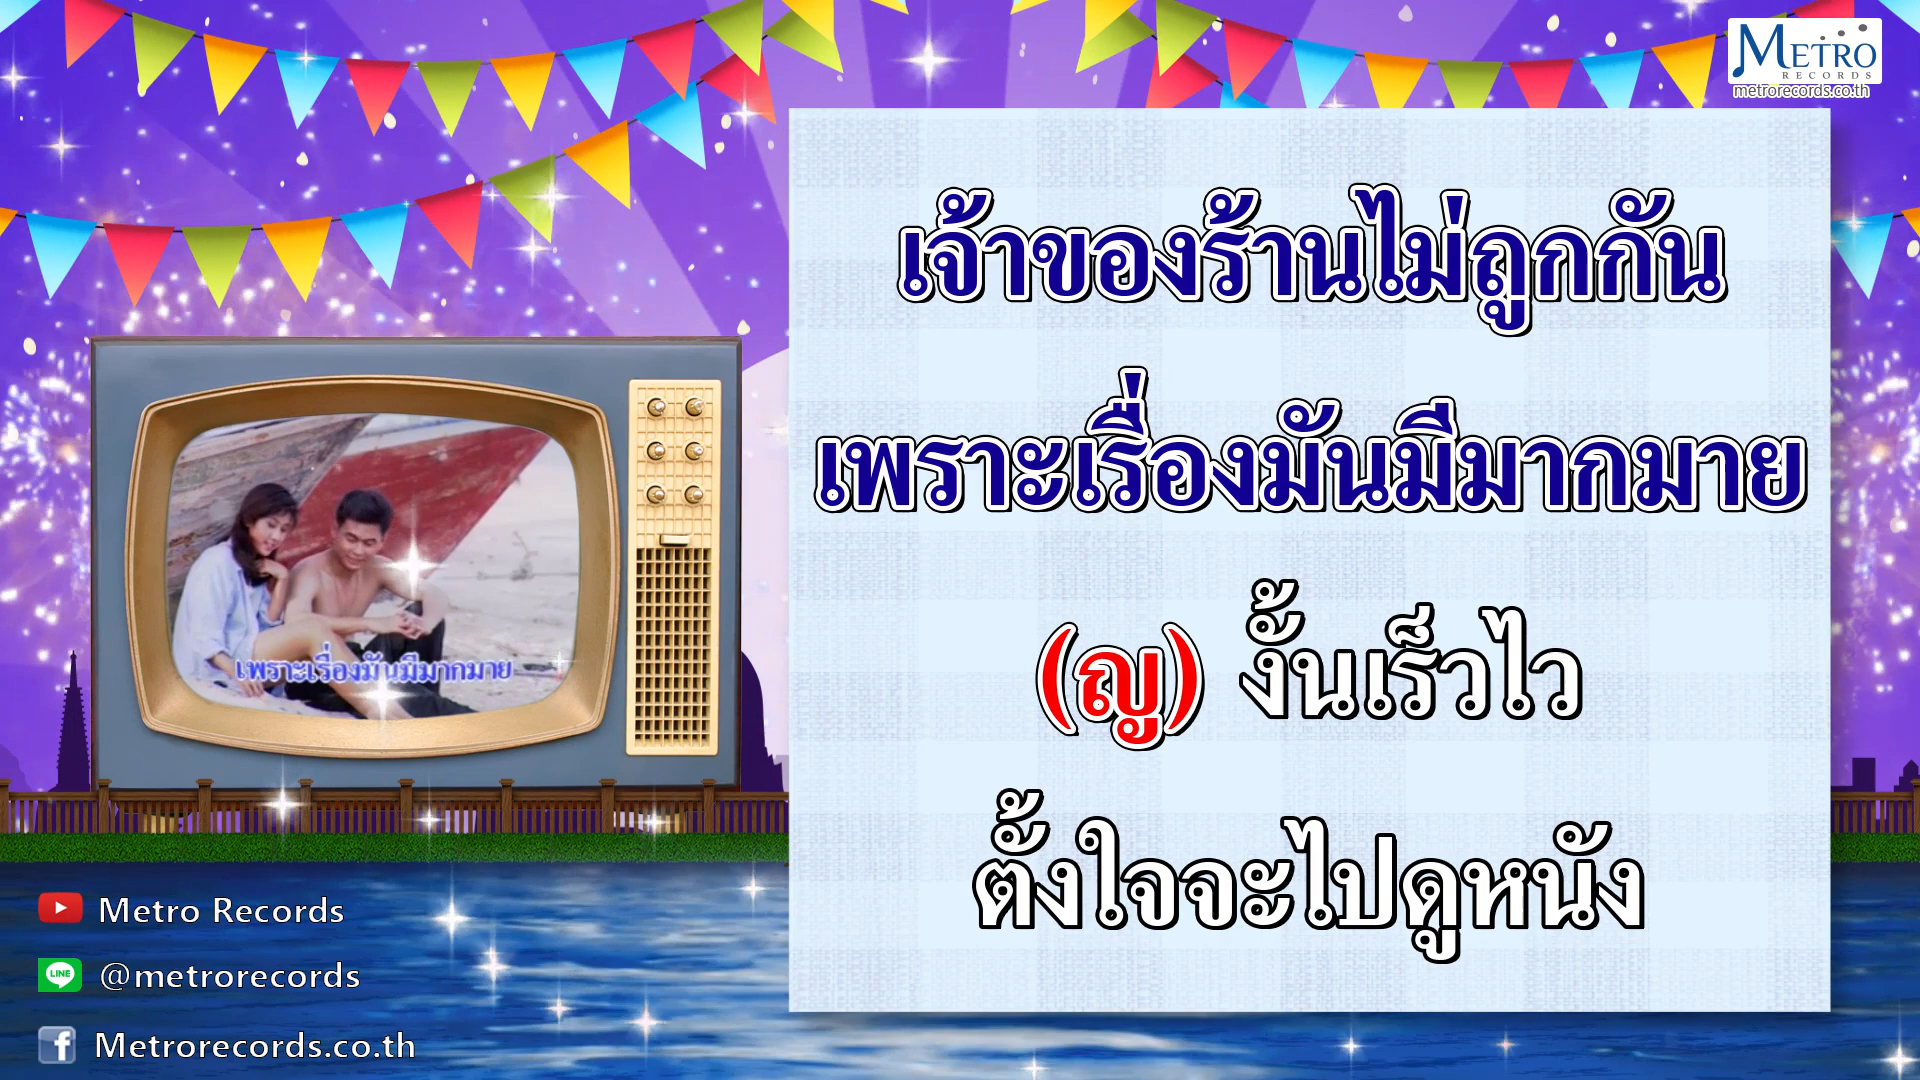 METRO
RECORDS
metrorecords.co.th
เจ้าของร้านไม่ถูกกัน
เพราะเรื่องมันมีมากมาย
(ญ) งั้นเร็วไว
ตั้งใจจะไปดูหนัง
เพราะเรื่องมันมีมากมาย
Metro Records
LINE @metrorecords
Metrorecords.co.th